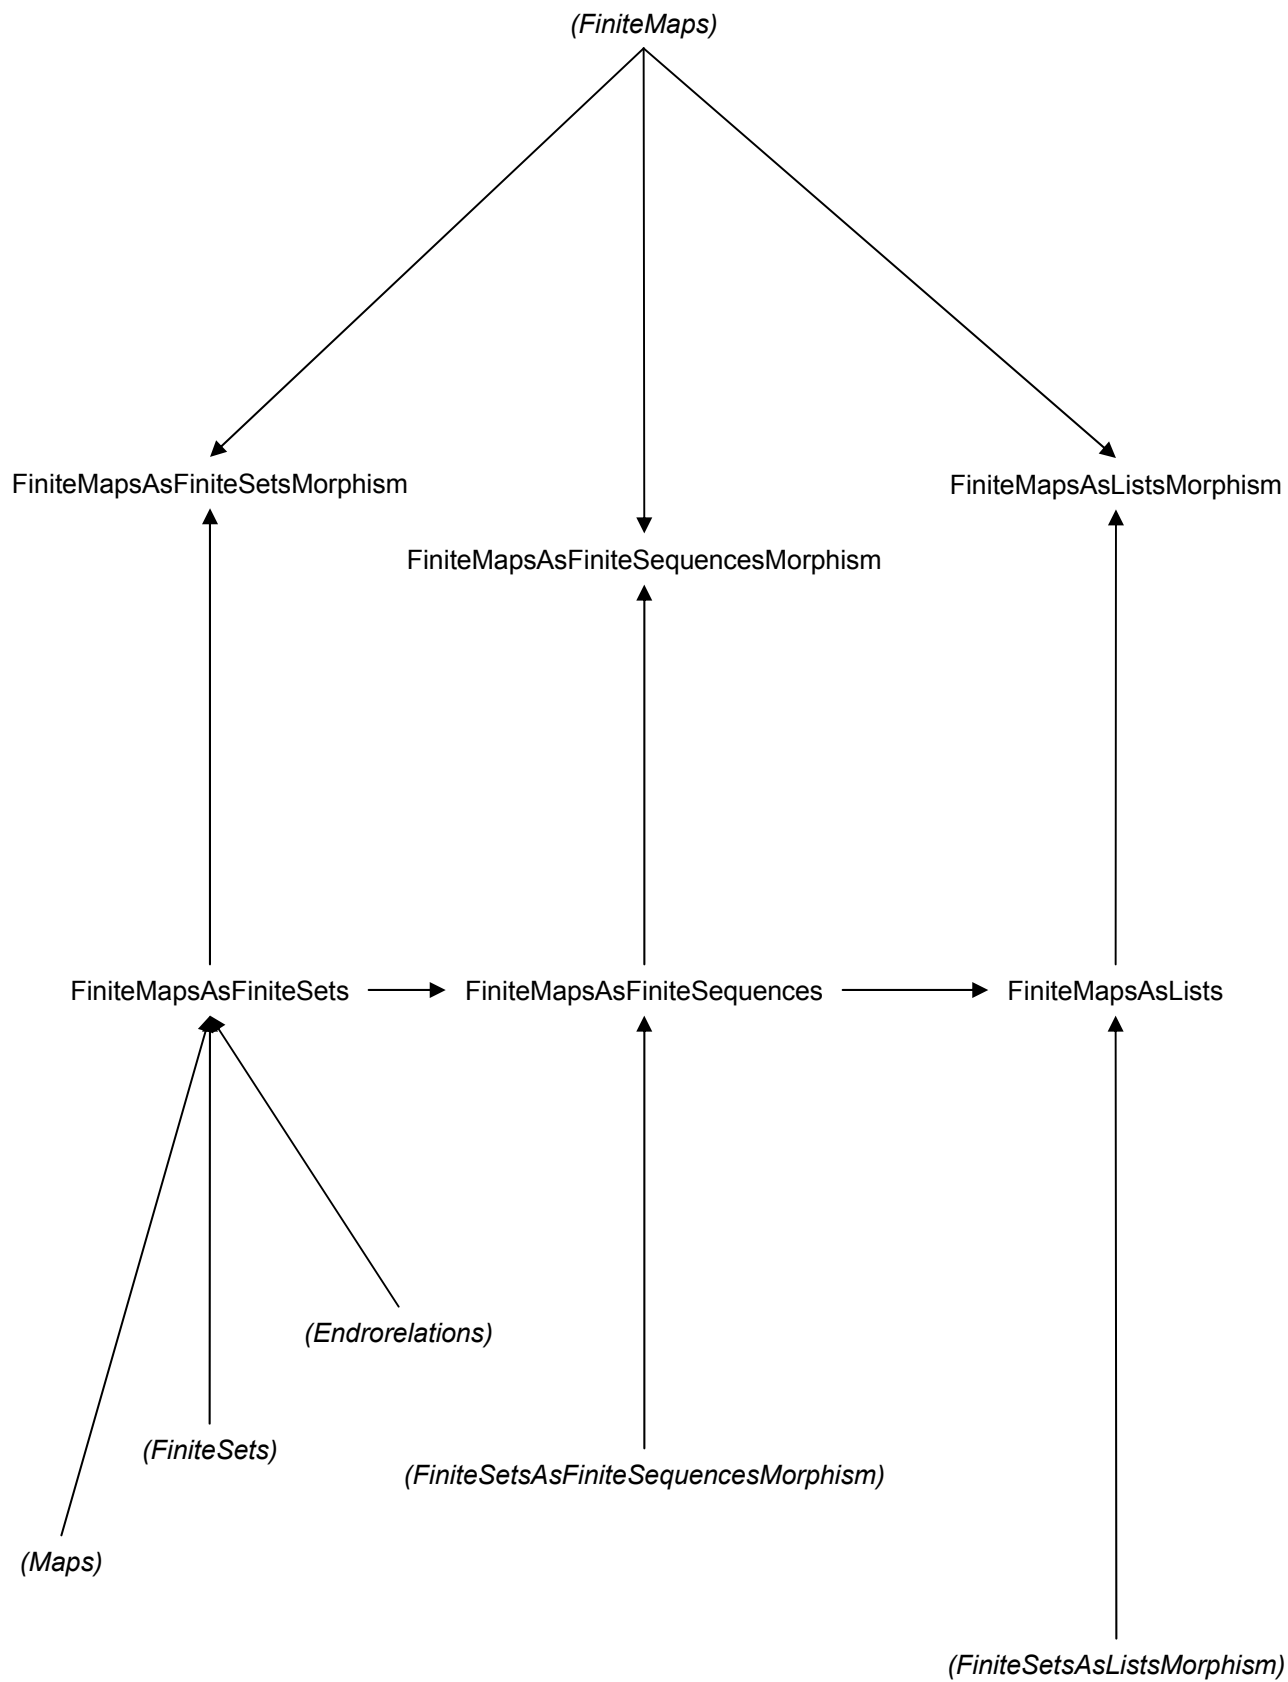 (FiniteMaps)
FiniteMapsAsFiniteSetsMorphism
FiniteMapsAsListsMorphism
FiniteMapsAsFiniteSequencesMorphism
FiniteMapsAsFiniteSets
FiniteMapsAsFiniteSequences
FiniteMapsAsLists
(Endrorelations)
(FiniteSets)
(FiniteSetsAsFiniteSequencesMorphism)
(Maps)
(FiniteSetsAsListsMorphism)